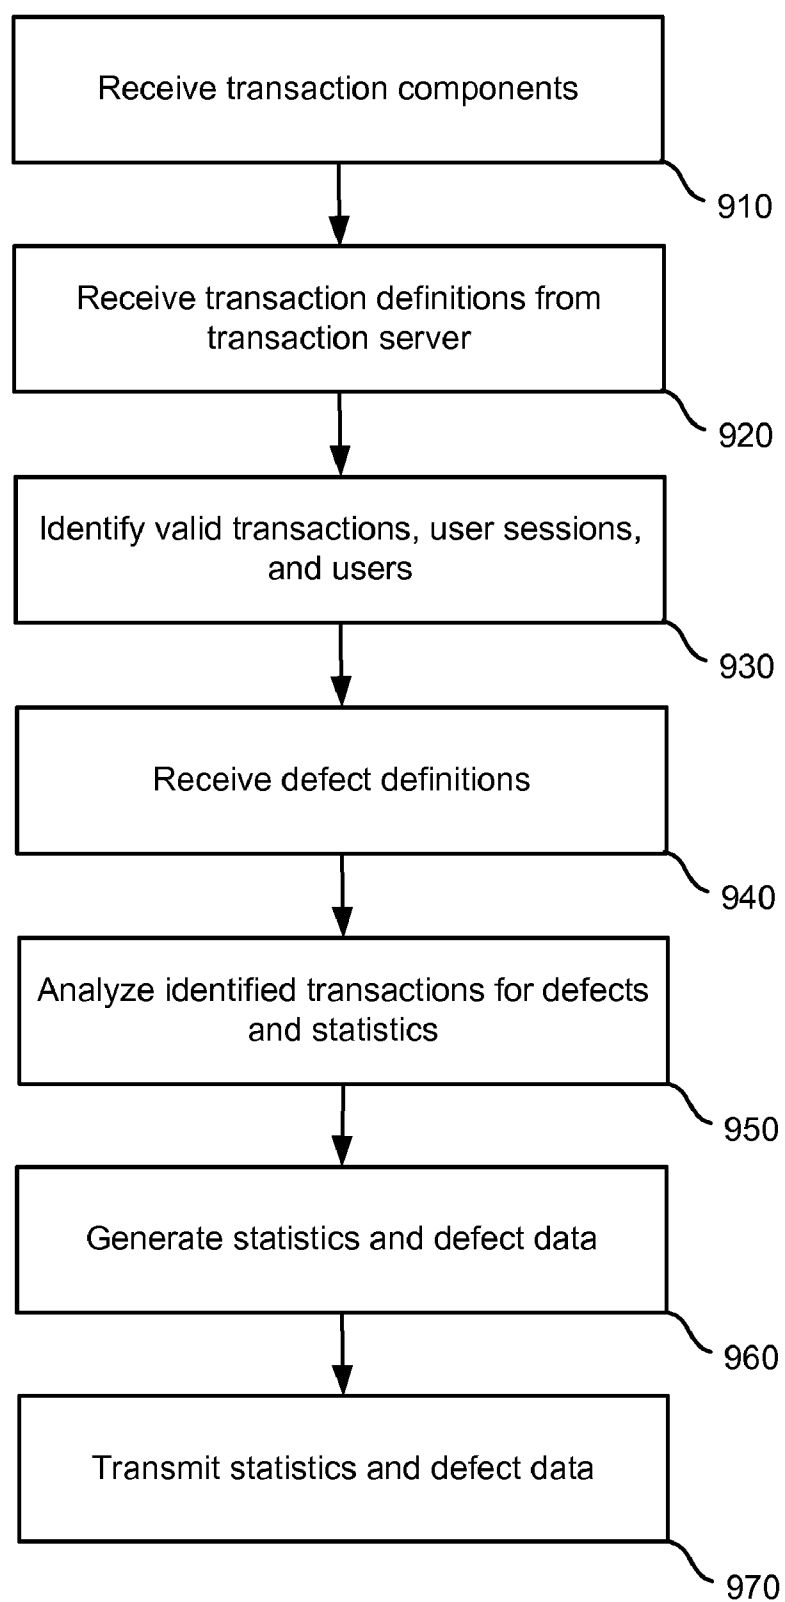 Receive transaction components
910
Receive transaction definitions from
transaction server
920
Identify valid transactions, user sessions,
and users
930
Receive defect definitions
940
Analyze identified transactions for defects
and statistics
950
Generate statistics and defect data
960
Transmit statistics and defect data
970